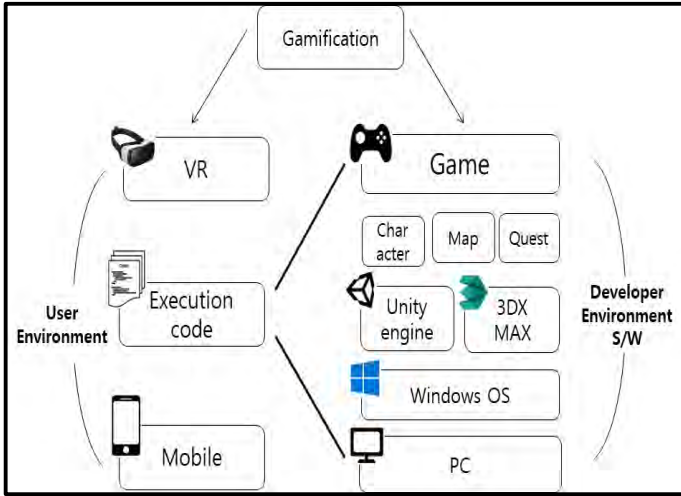 Gamification
VR
Game
Char
acter
Map
Quest
User
Environment
Execution
code
Unity
engine
3DX
MAX
Developer
Environment
S/W
Windows OS
Mobile
PC